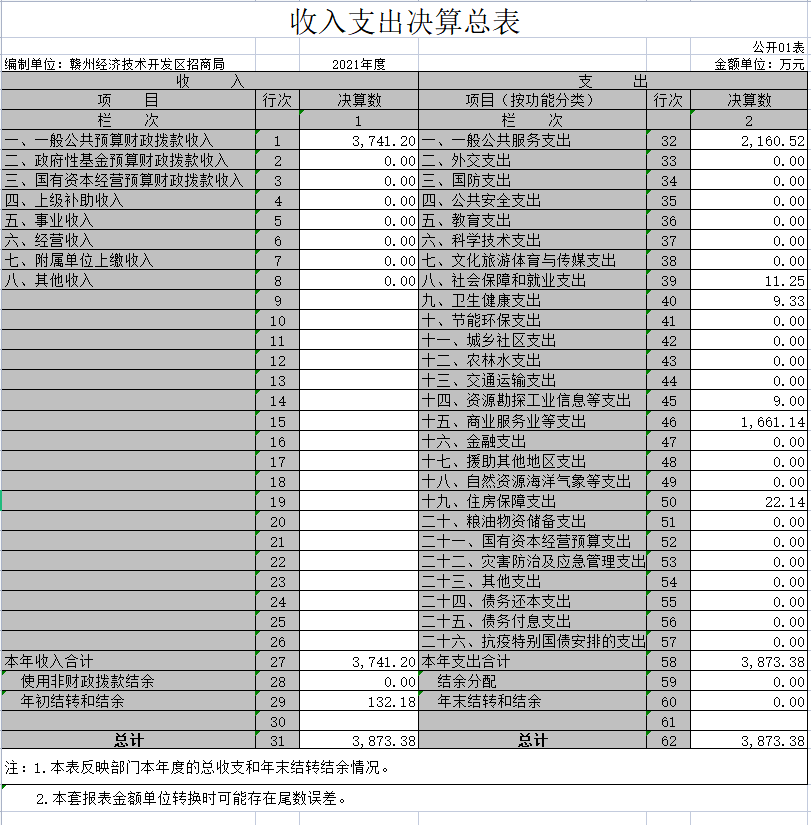 收入支出决算总表
公开01表
编制单位：赣州经济技术开发区招商局 2021年度 金额单位：万元
收 入 支 出
项 目 行次 决算数 项目（按功能分类） 行次 决算数
栏 次 1 栏 次 2
一、一般公共预算财政拨款收入 1 3,741.20 一、一般公共服务支出 32 2,160.52
二、政府性基金预算财政拨款收入 2 0.00 二、外交支出 33 0.00
三、国有资本经营预算财政拨款收入 3 0.00 三、国防支出 34 0.00
四、上级补助收入 4 0.00 四、公共安全支出 35 0.00
五、事业收入 5 0.00 五、教育支出 36 0.00
六、经营收入 6 0.00 六、科学技术支出 37 0.00
七、附属单位上缴收入 7 0.00 七、文化旅游体育与传媒支出 38 0.00
八、其他收入 8 0.00 八、社会保障和就业支出 39 11.25
9 九、卫生健康支出 40 9.33
10 十、节能环保支出 41 0.00
11 十一、城乡社区支出 42 0.00
12 十二、农林水支出 43 0.00
13 十三、交通运输支出 44 0.00
14 十四、资源勘探工业信息等支出 45 9.00
15 十五、商业服务业等支出 46 1,661.14
16 十六、金融支出 47 0.00
17 十七、援助其他地区支出 48 0.00
18 十八、自然资源海洋气象等支出 49 0.00
19 十九、住房保障支出 50 22.14
20 二十、粮油物资储备支出 51 0.00
21 二十一、国有资本经营预算支出 52 0.00
22 二十二、灾害防治及应急管理支出 53 0.00
23 二十三、其他支出 54 0.00
24 二十四、债务还本支出 55 0.00
25 二十五、债务付息支出 56 0.00
26 二十六、抗疫特别国债安排的支出 57 0.00
本年收入合计 27 3,741.20 本年支出合计 58 3,873.38
使用非财政拨款结余 28 0.00 结余分配 59 0.00
年初结转和结余 29 132.18 年末结转和结余 60 0.00
30 61
总计 31 3,873.38 总计 62 3,873.38
注：1.本表反映部门本年度的总收支和年末结转结余情况。
2.本套报表金额单位转换时可能存在尾数误差。